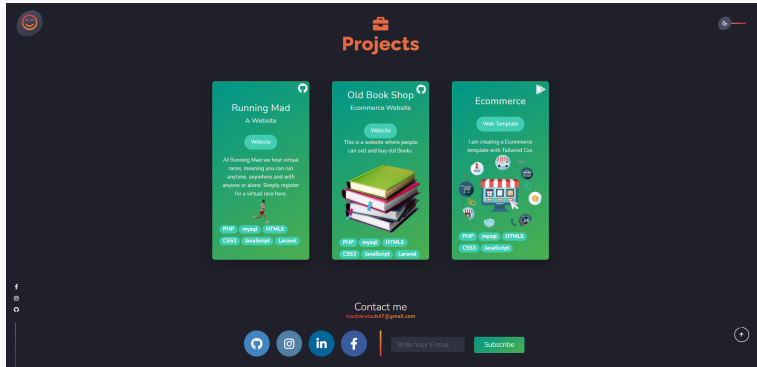 Projects
Running Mad
A Website
Website
At Running Mad we host virtual
races, meaning you can run
anytime, anywhere and with
anyone or alone. Simply register
for a virtual race here.
PHP mysql HTML5
CSS3 JavaScript Laravel
Old Book Shop
Ecommerce Website
Website
This is a website where people
can sell and buy old Books.
PHP mysql HTML5
CSS3 JavaScript Laravel
Ecommerce
Web Template
I am creating a Ecommerce
template with Tailwind Css
24
PHP mysql HTML5
CSS3 JavaScript
Contact me
Write Your E-mail
Subscribe